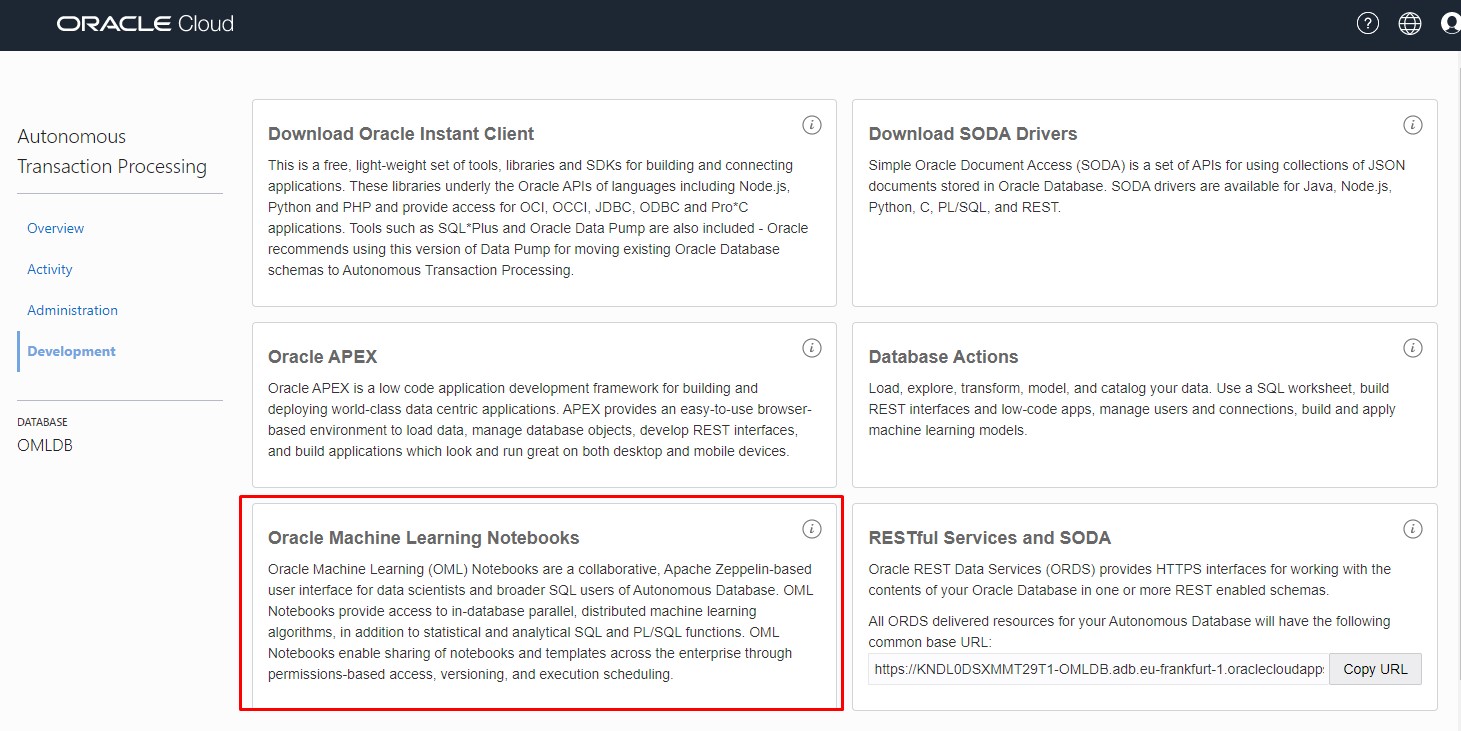 ORACLE Cloud
?
Autonomous
Transaction Processing
Overview
Activity
Administration
Development
DATABASE
OMLDB
Download Oracle Instant Client
i
This is a free, light-weight set of tools, libraries and SDKs for building and connecting
applications. These libraries underly the Oracle APIs of languages including Node.js,
Python and PHP and provide access for OCI, OCCI, JDBC, ODBC and Pro*C
applications. Tools such as SQL*Plus and Oracle Data Pump are also included - Oracle
recommends using this version of Data Pump for moving existing Oracle Database
schemas to Autonomous Transaction Processing.
Download SODA Drivers
i
Simple Oracle Document Access (SODA) is a set of APIs for using collections of JSON
documents stored in Oracle Database. SODA drivers are available for Java, Node.js,
Python, C, PL/SQL, and REST.
Oracle APEX
i
Oracle APEX is a low code application development framework for building and
deploying world-class data centric applications. APEX provides an easy-to-use browser-
based environment to load data, manage database objects, develop REST interfaces,
and build applications which look and run great on both desktop and mobile devices.
Database Actions
i
Load, explore, transform, model, and catalog your data. Use a SQL worksheet, build
REST interfaces and low-code apps, manage users and connections, build and apply
machine learning models.
Oracle Machine Learning Notebooks
i
Oracle Machine Learning (OML) Notebooks are a collaborative, Apache Zeppelin-based
user interface for data scientists and broader SQL users of Autonomous Database. OML
Notebooks provide access to in-database parallel, distributed machine learning
algorithms, in addition to statistical and analytical SQL and PL/SQL functions. OML
Notebooks enable sharing of notebooks and templates across the enterprise through
permissions-based access, versioning, and execution scheduling.
RESTful Services and SODA
i
Oracle REST Data Services (ORDS) provides HTTPS interfaces for working with the
contents of your Oracle Database in one or more REST enabled schemas.
All ORDS delivered resources for your Autonomous Database will have the following
common base URL:
https://KNDL0DSXMMT29T1-OMLDB.adb.eu-frankfurt-1.oraclecloudapps
Copy URL